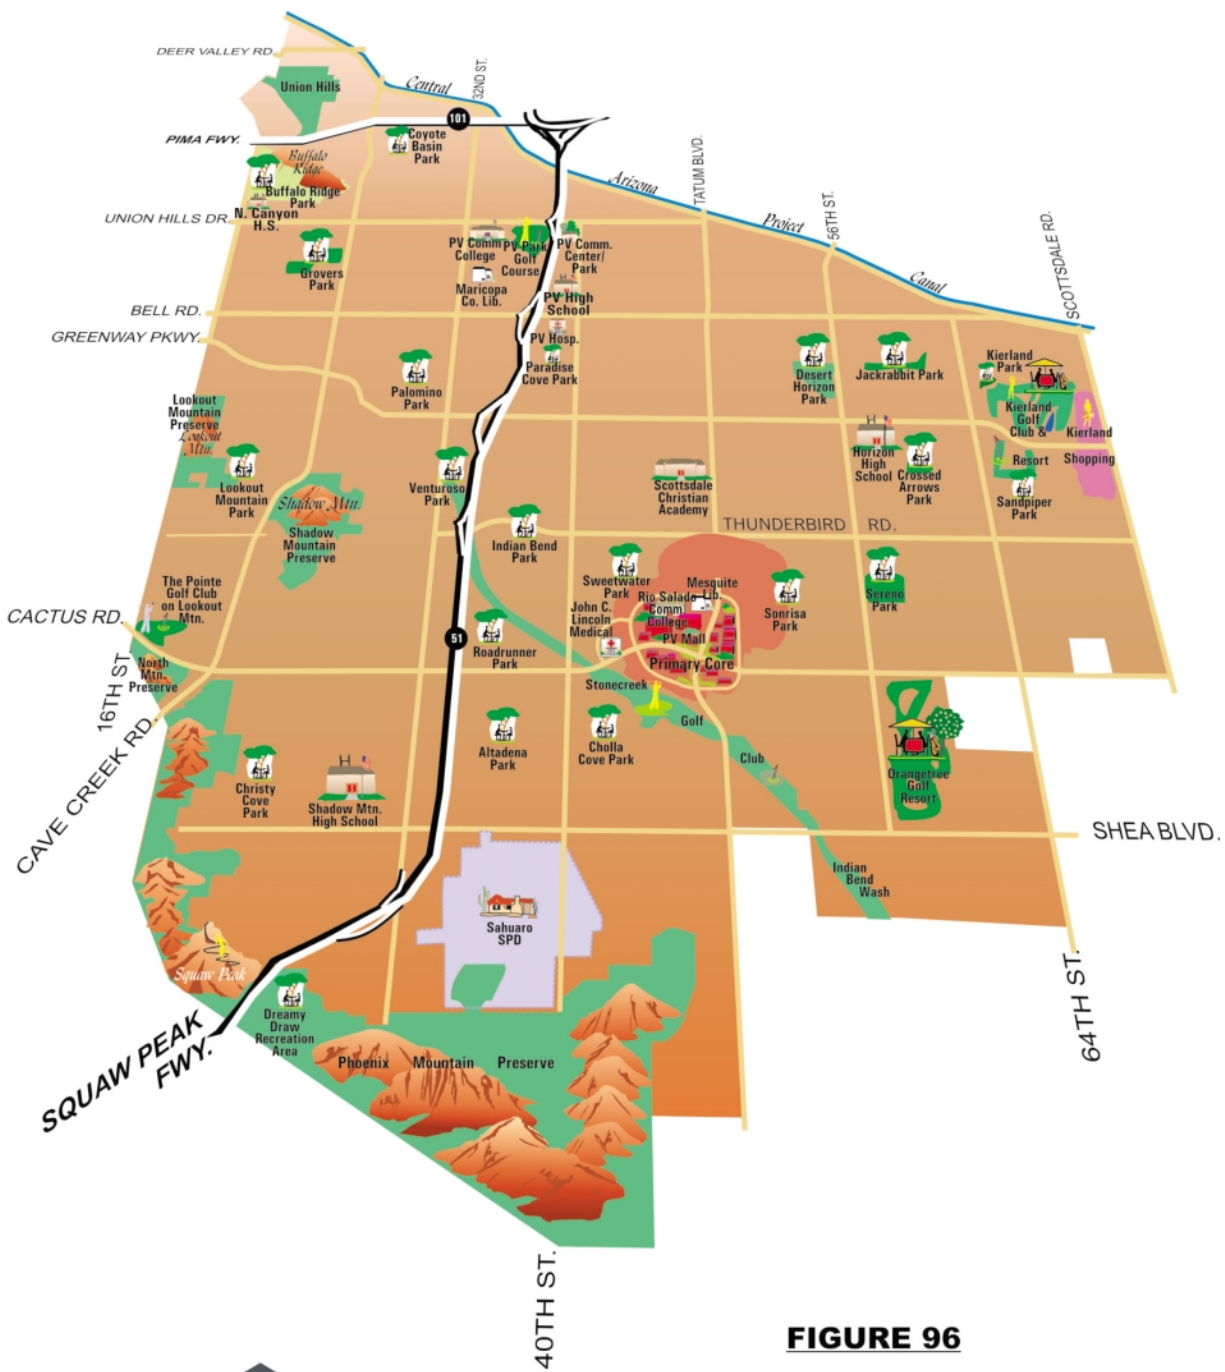 DEER VALLEY RD.
Union Hills
Central
32ND ST.
101
PIMA FWY.
Coyote
Basin
Park
Buffalo
Ridge
Buffalo Ridge
Park
N. Canyon
H.S.
UNION HILLS DR.
Grovers
Park
PV Comm
College
PV Park
Golf
Course
PV Comm.
Center/
Park
Maricopa
Co. Lib.
PV High
School
Arizona
TATUM BLVD.
Project
56TH ST.
Canal
SCOTTSDALE RD.
BELL RD.
GREENWAY PKWY.
PV Hosp.
Paradise
Cove Park
Palomino
Park
Desert
Horizon
Park
Jackrabbit Park
Kierland
Park
Kierland
Golf
Club &
Resort
Kierland
Shopping
Lookout
Mountain
Preserve
Lookout
Mtn.
Lookout
Mountain
Park
Shadow Mtn.
Shadow
Mountain
Preserve
Venturoso
Park
Scottsdale
Christian
Academy
Horizon
High
School
Crossed
Arrows
Park
Sandpiper
Park
THUNDERBIRD RD.
Indian Bend
Park
The Pointe
Golf Club
on Lookout
Mtn.
Sweetwater
Park
Mesquite
Lib.
Rio Salado
Comm
College
John C.
Lincoln
Medical
PV Mall
Primary Core
Sonrisa
Park
Sereno
Park
CACTUS RD.
16TH ST.
North
Mtn.
Preserve
51
Roadrunner
Park
Stonecreek
Golf
Club
CAVE CREEK RD.
Christy
Cove
Park
Shadow Mtn.
High School
Altadena
Park
Cholla
Cove Park
Orangetree
Golf
Resort
SHEA BLVD.
Indian
Bend
Wash
Sahuaro
SPD
Squaw Peak
Dreamy
Draw
Recreation
Area
SQUAW PEAK
FWY.
Phoenix Mountain Preserve
64TH ST.
40TH ST.
FIGURE 96